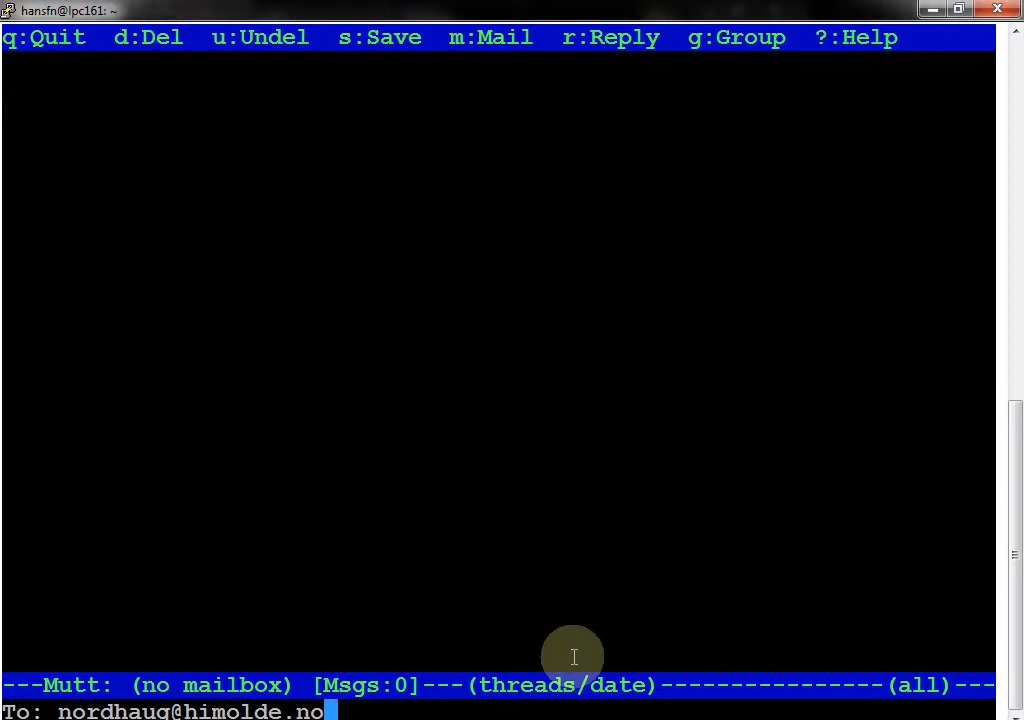 hansfn@lpc161: ~
q:Quit d:Del u:Undel s:Save m:Mail r:Reply g:Group ?:Help
---Mutt: (no mailbox) [Msgs:0]---(threads/date)----------------(all)---
To: nordhaug@himolde.no